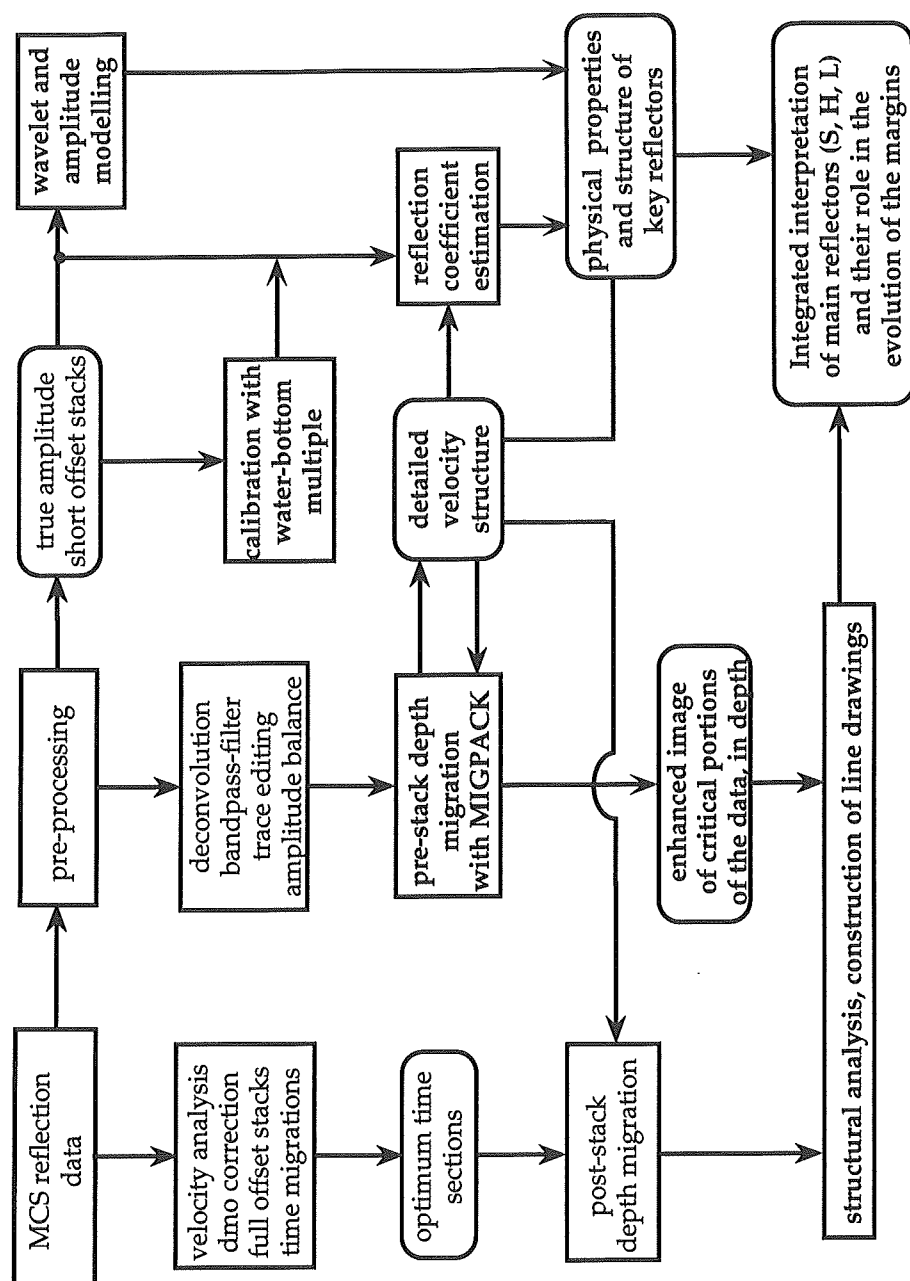 MCS reflection
data
pre-processing
true amplitude
short offset stacks
wavelet and
amplitude
modelling
velocity analysis
dmo correction
full offset stacks
time migrations
deconvolution
bandpass-filter
trace editing
amplitude balance
calibration with
water-bottom
multiple
optimum time
sections
pre-stack depth
migration
with MIGPACK
detailed
velocity
structure
reflection
coefficient
estimation
post-stack
depth migration
enhanced image
of critical portions
of the data, in depth
physical properties
and structure of
key reflectors
structural analysis, construction of line drawings
Integrated interpretation
of main reflectors (S, H, L)
and their role in the
evolution of the margins